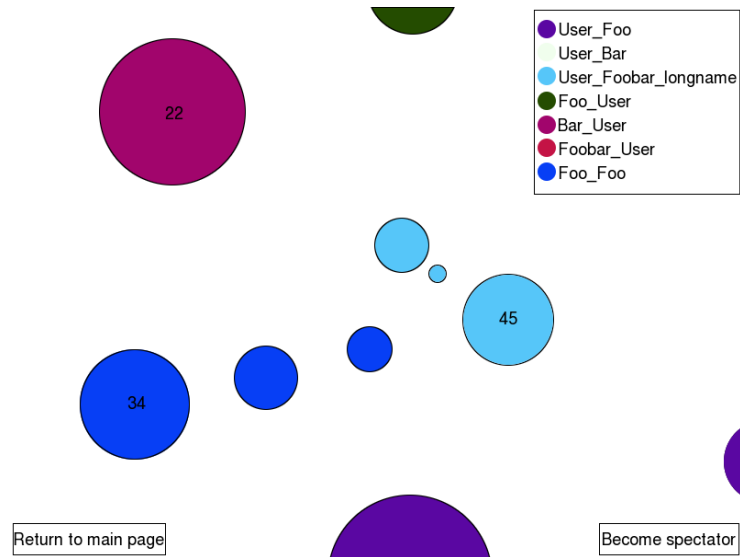 User_Foo
User_Bar
User_Foobar_longname
Foo_User
Bar_User
Foobar_User
Foo_Foo
22
45
34
Return to main page
Become spectator